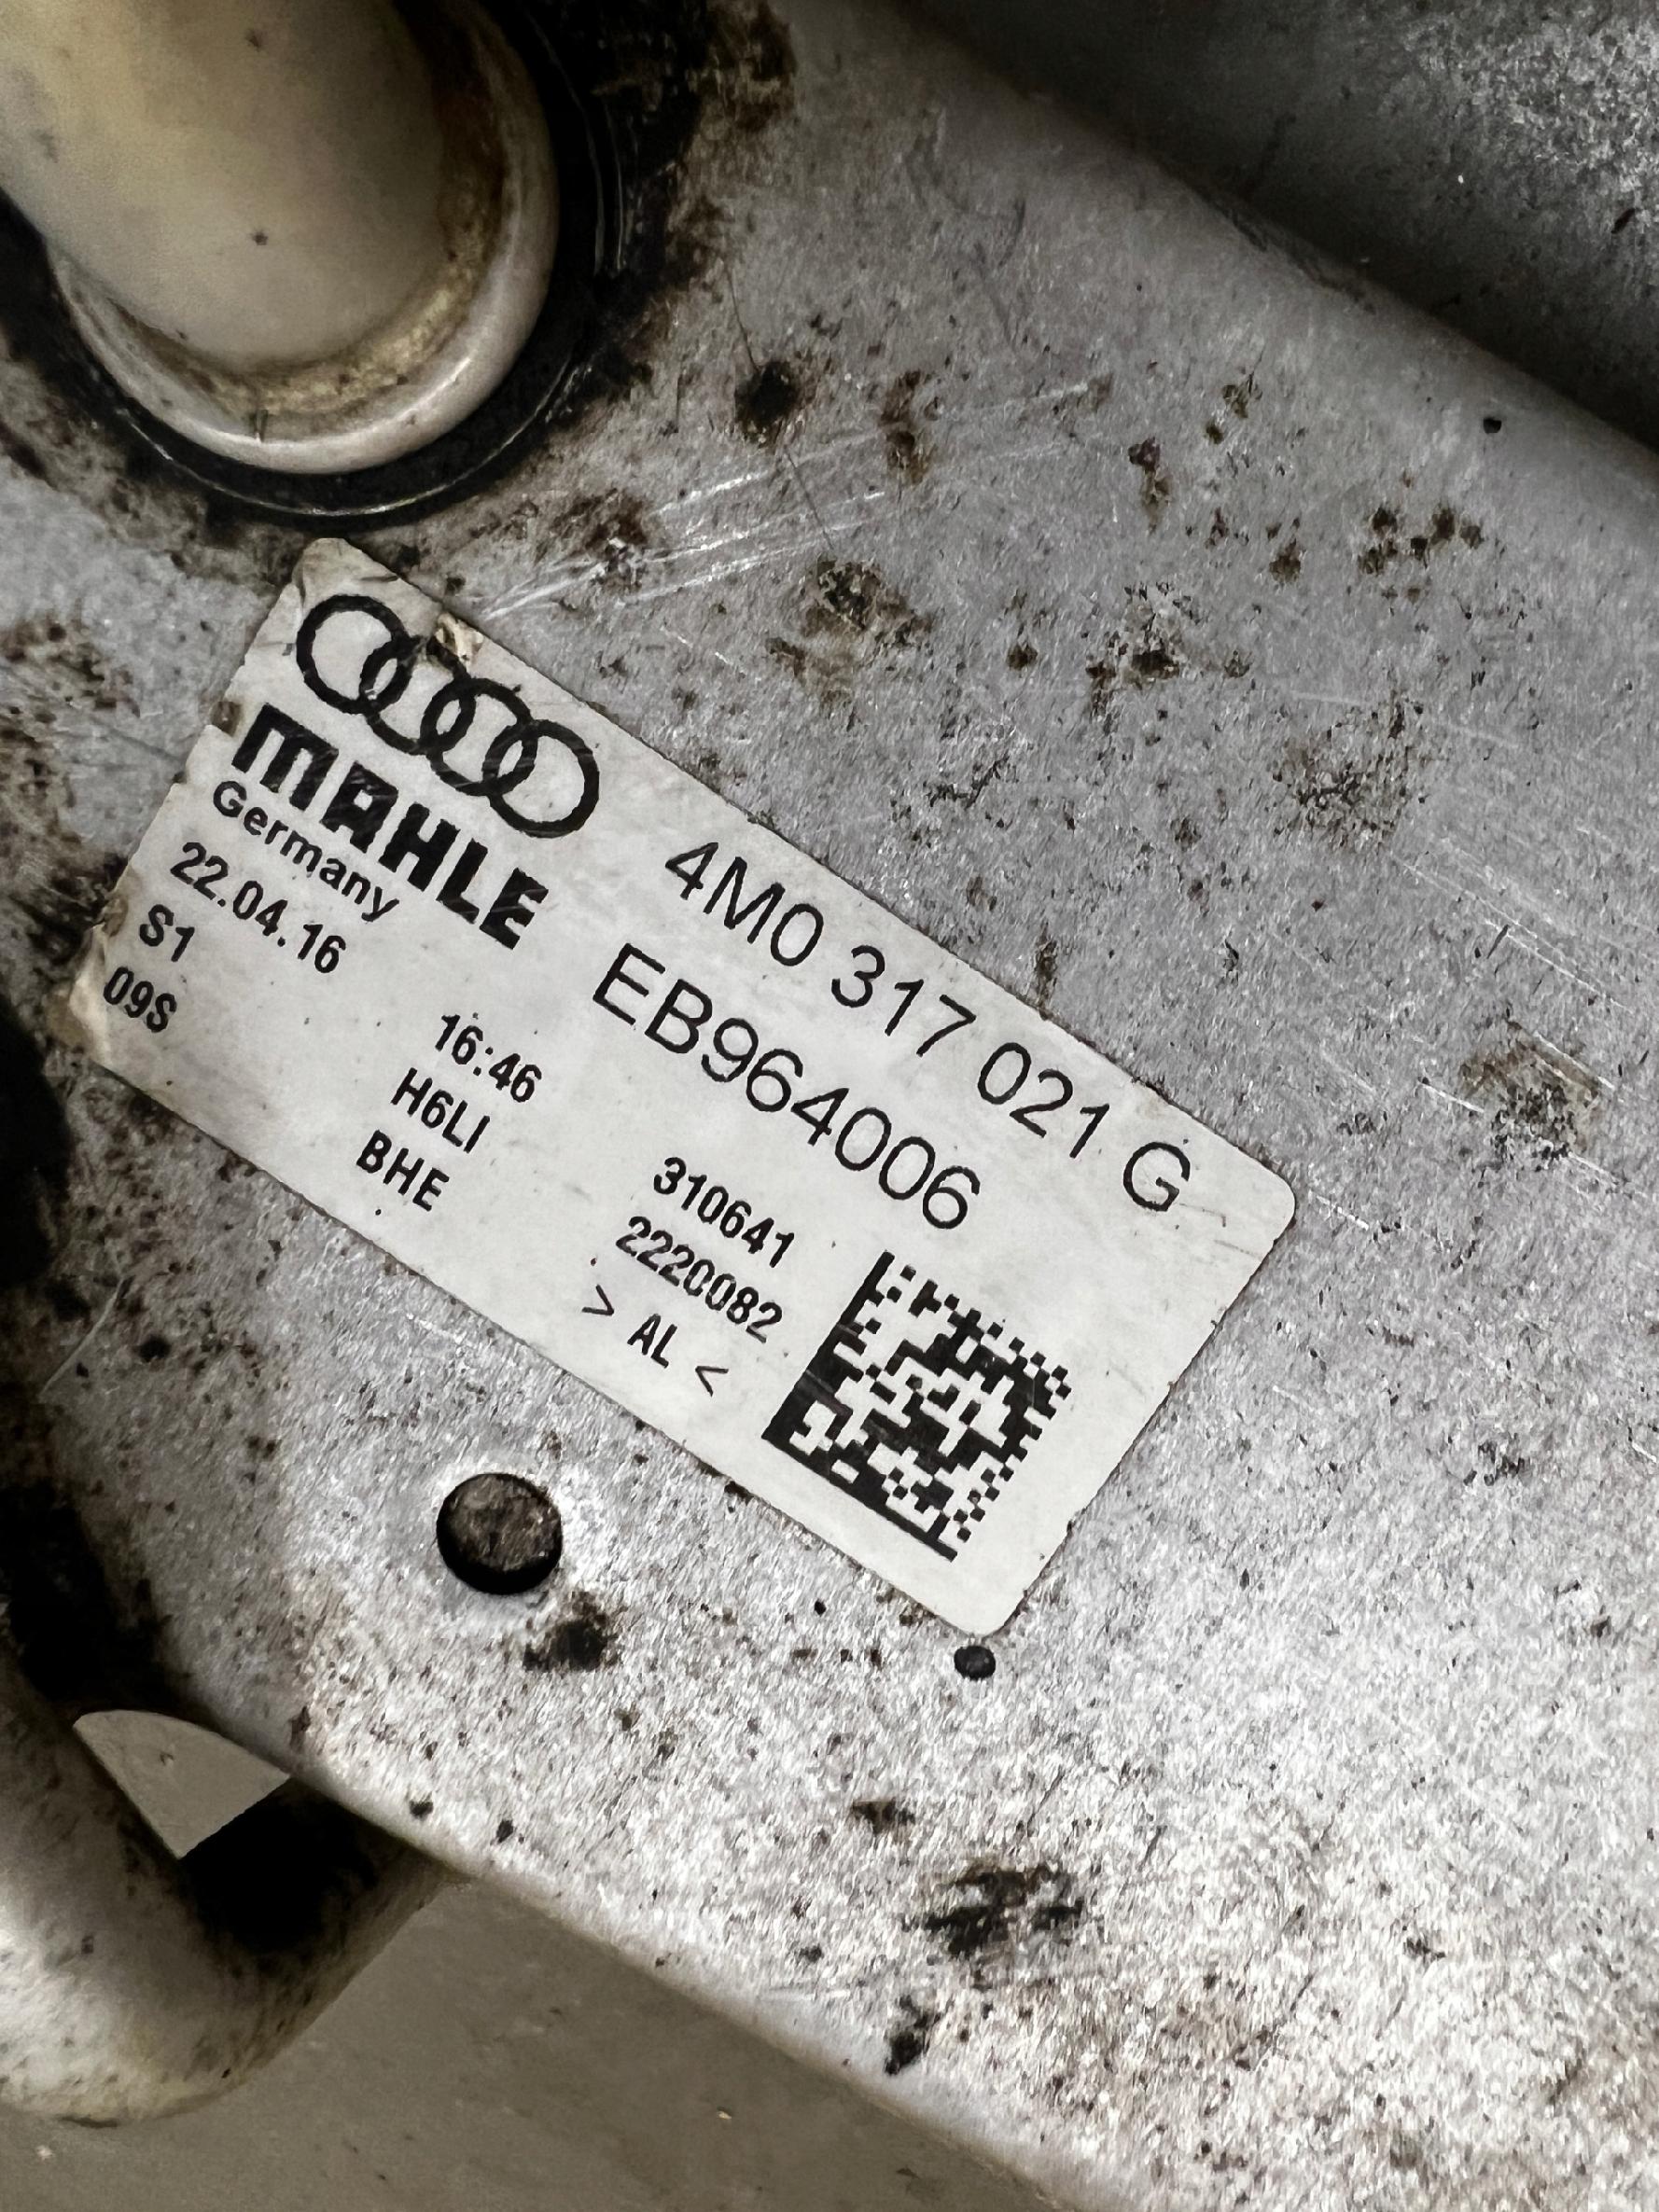 MAHLE
Germany
4M0 317 021 G
EB964006
22.04.16 16:46 310641
S1 H6LI 2220082
09S BHE > AL <